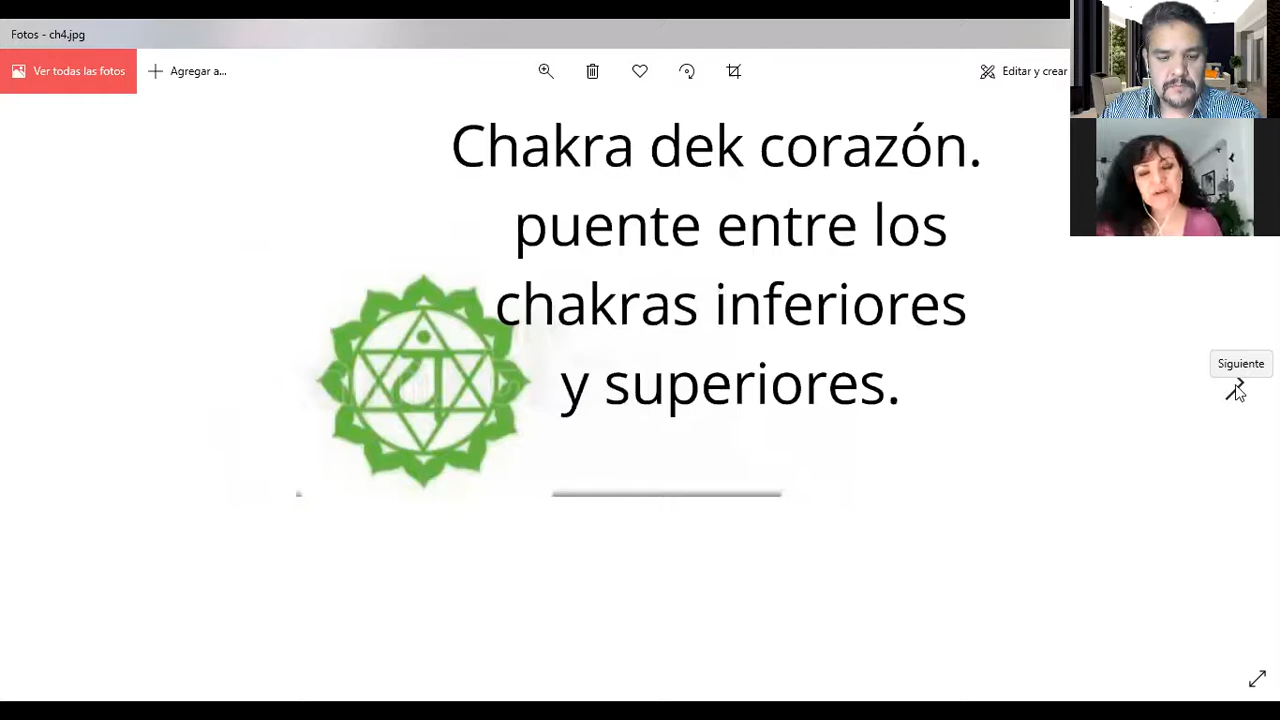 Fotos - ch4.jpg
Ver todas las fotos
Agregar a...
Editar y crear
Chakra dek corazón.
puente entre los
chakras inferiores
y superiores.
यं
Siguiente